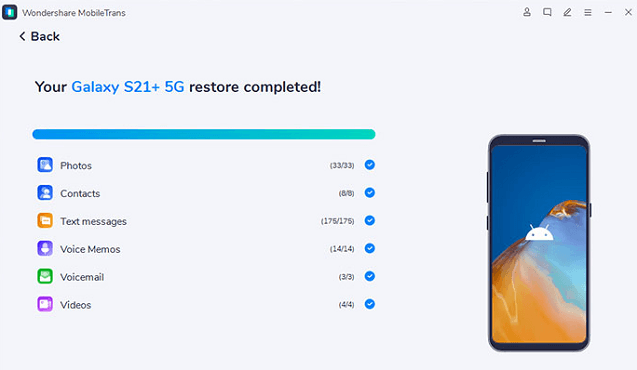 Wondershare MobileTrans
Back
Your Galaxy S21+ 5G restore completed!
Photos (33/33)
Contacts (8/8)
Text messages (175/175)
Voice Memos (14/14)
Voicemail (3/3)
Videos (4/4)